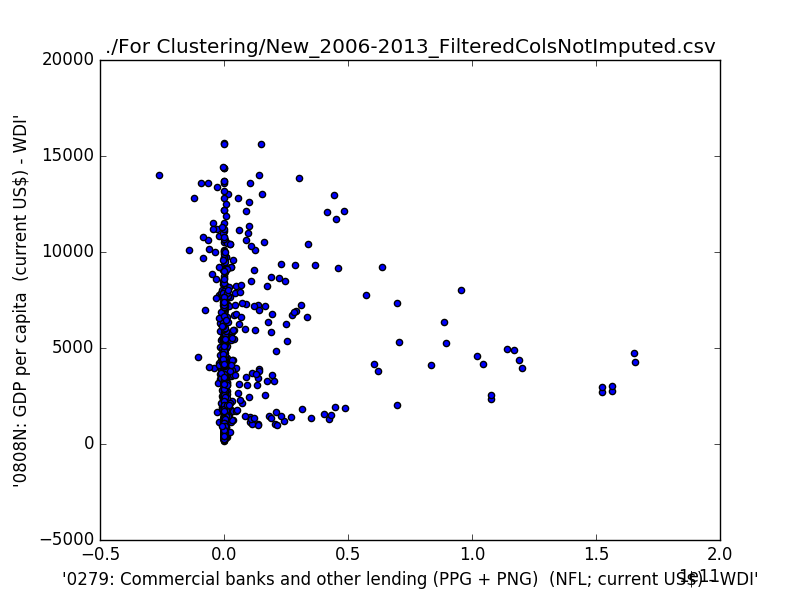 ./For Clustering/New_2006-2013_FilteredColsNotImputed.csv
20000
15000
10000
5000
0
−5000
'0808N: GDP per capita  (current US$) - WDI'
−0.5 0.0 0.5 1.0 1.5 2.0
1e11
'0279: Commercial banks and other lending (PPG + PNG)  (NFL; current US$) - WDI'